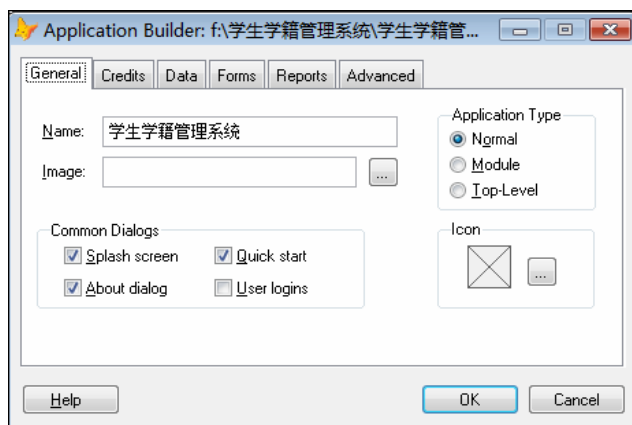 Application Builder: f:\学生学籍管理系统\学生学籍管...
General Credits Data Forms Reports Advanced
Name: 学生学籍管理系统
Image: ...
Application Type
Normal
Module
Top-Level
Common Dialogs
Splash screen Quick start
About dialog User logins
Icon
...
Help OK Cancel